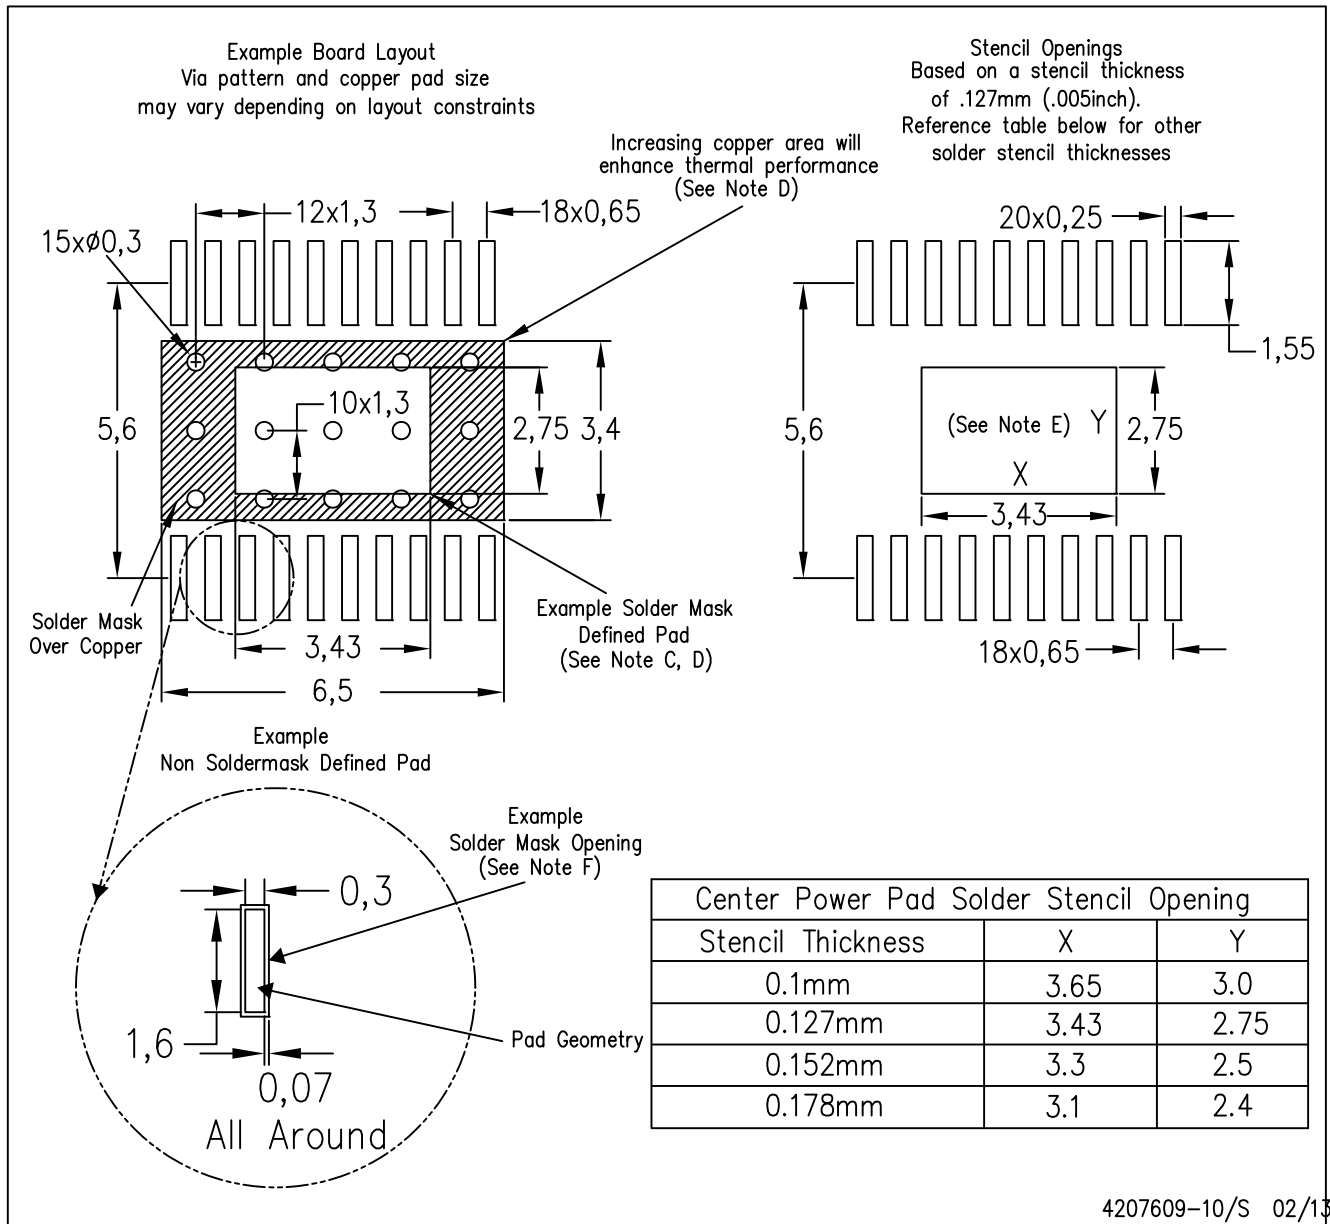 Example Board Layout
Via pattern and copper pad size
may vary depending on layout constraints
Stencil Openings
Based on a stencil thickness
of .127mm (.005inch).
Reference table below for other
solder stencil thicknesses
Increasing copper area will
enhance thermal performance
(See Note D)
12x1,3
18x0,65
15xø0,3
5,6
10x1,3
2,75
3,4
Solder Mask
Over Copper
3,43
6,5
Example Solder Mask
Defined Pad
(See Note C, D)
20x0,25
1,55
5,6
(See Note E)
Y
X
2,75
3,43
18x0,65
Example
Non Soldermask Defined Pad
Example
Solder Mask Opening
(See Note F)
0,3
1,6
Pad Geometry
0,07
All Around
Center Power Pad Solder Stencil Opening
Stencil Thickness X Y
0.1mm 3.65 3.0
0.127mm 3.43 2.75
0.152mm 3.3 2.5
0.178mm 3.1 2.4
4207609-10/S 02/13